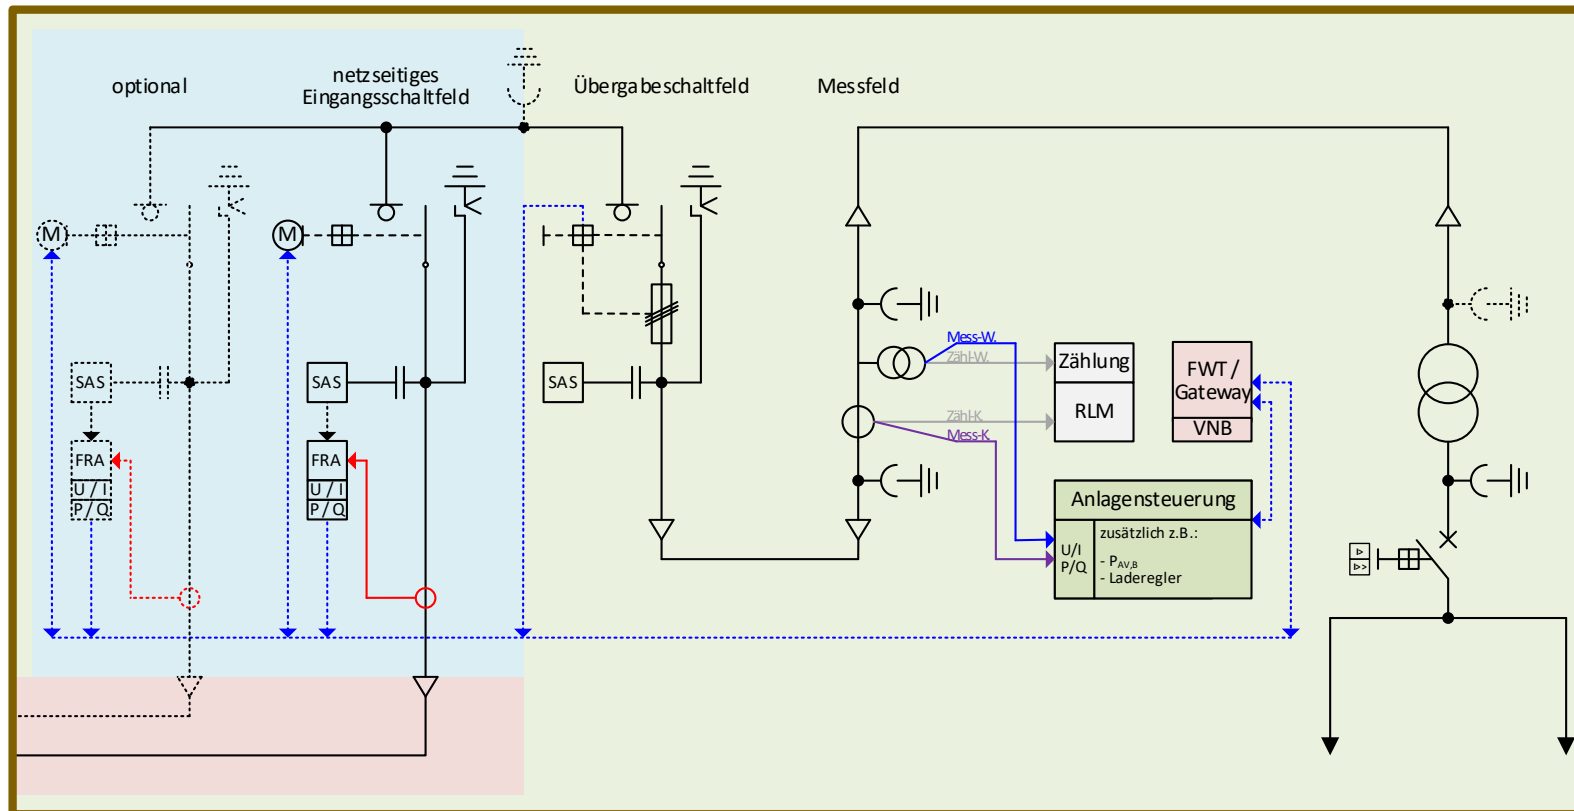 optional
netzseitiges
Eingangsschaltfeld
Übergabeschaltfeld
Messfeld
M
M
SAS
SAS
SAS
FRA
U / I
P / Q
FRA
U / I
P / Q
Mess-W.
Zähl-W.
Zähl-K.
Mess-K.
Zählung
RLM
FWT /
Gateway
VNB
Anlagensteuerung
U/I
P/Q
zusätzlich z.B.:
- PAV,B
- Laderegler